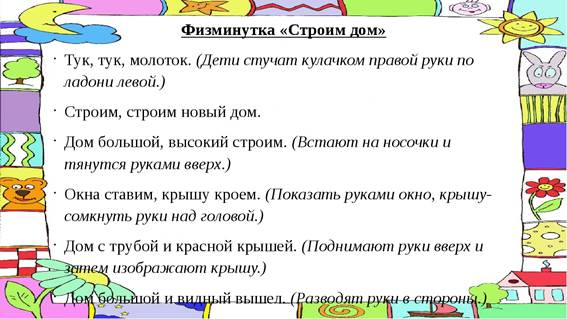 Физминутка «Строим дом»
Тук, тук, молоток. (Дети стучат кулачком правой руки по
ладони левой.)
Строим, строим новый дом.
Дом большой, высокий строим. (Встают на носочки и
тянутся руками вверх.)
Окна ставим, крышу кроем. (Показать руками окно, крышу-
сомкнуть руки над головой.)
Дом с трубой и красной крышей. (Поднимают руки вверх и
затем изображают крышу.)
Дом большой и видный вышел. (Разводят руки в стороны.)